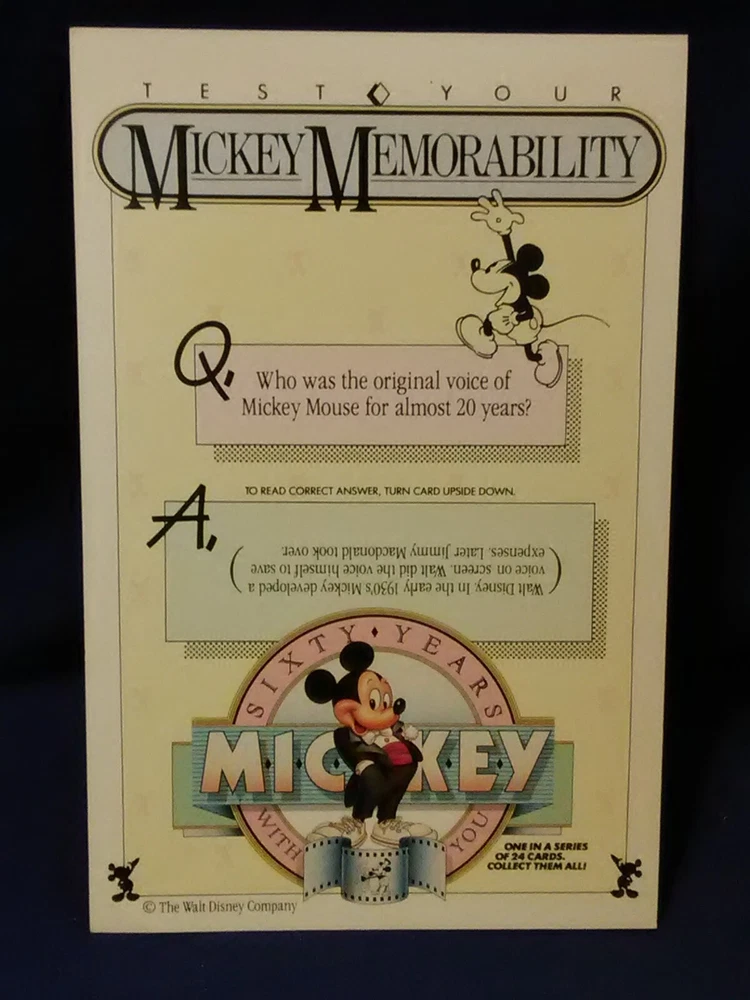 TEST YOUR
MICKEY MEMORABILITY
Q.
Who was the original voice of
Mickey Mouse for almost 20 years?
TO READ CORRECT ANSWER, TURN CARD UPSIDE DOWN.
A.
(Walt Disney. In the early 1930's Mickey developed a
voice on screen. Walt did the voice himself to save
expenses. Later Jimmy Macdonald took over.)
SIXTY YEARS
MICKEY
WITH YOU
ONE IN A SERIES
OF 24 CARDS.
COLLECT THEM ALL!
© The Walt Disney Company